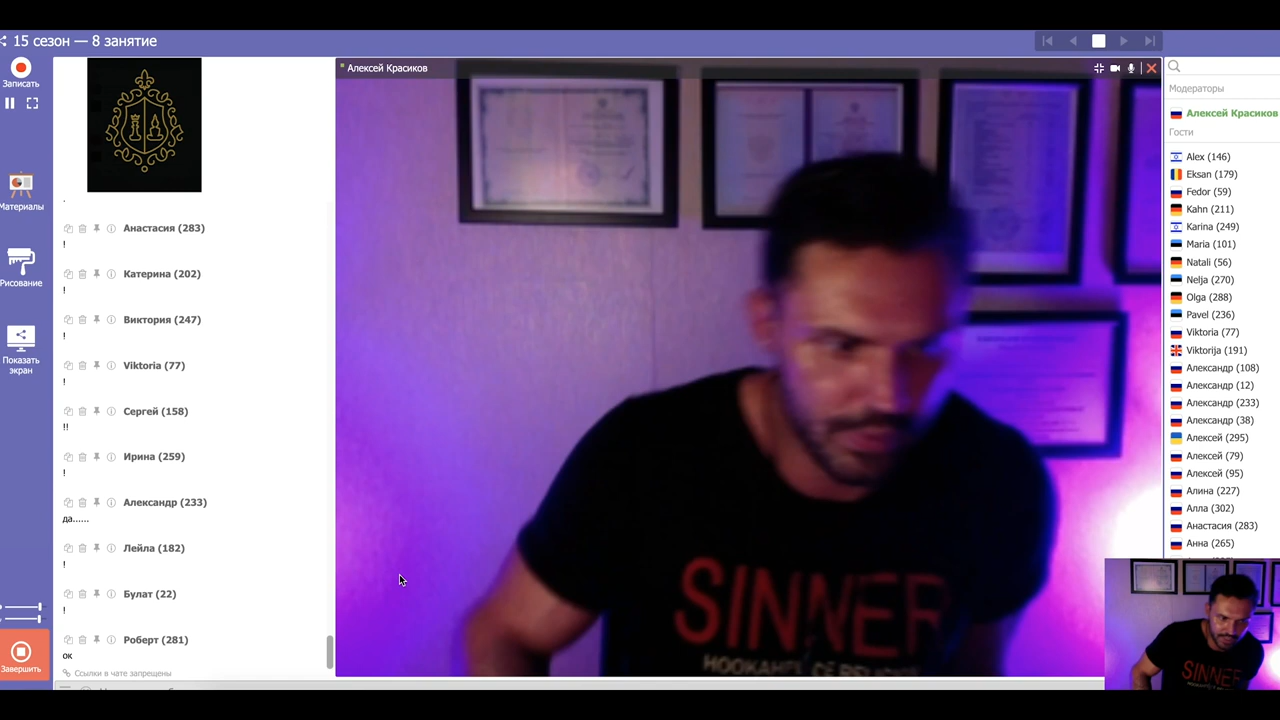 15 сезон — 8 занятие
Записать
Материалы
Рисование
Показать
экран
Завершить
Анастасия (283)
!
Катерина (202)
!
Виктория (247)
!
Viktoria (77)
!
Сергей (158)
!!
Ирина (259)
!
Александр (233)
да......
Лейла (182)
!
Булат (22)
!
Роберт (281)
ок
Ссылки в чате запрещены
Алексей Красиков
SINNER
Модераторы
Алексей Красиков
Гости
Alex (146)
Eksan (179)
Fedor (59)
Kahn (211)
Karina (249)
Maria (101)
Natali (56)
Nelja (270)
Olga (288)
Pavel (236)
Viktoria (77)
Viktorija (191)
Александр (108)
Александр (12)
Александр (233)
Александр (38)
Алексей (295)
Алексей (79)
Алексей (95)
Алина (227)
Алла (302)
Анастасия (283)
Анна (265)
SINNER